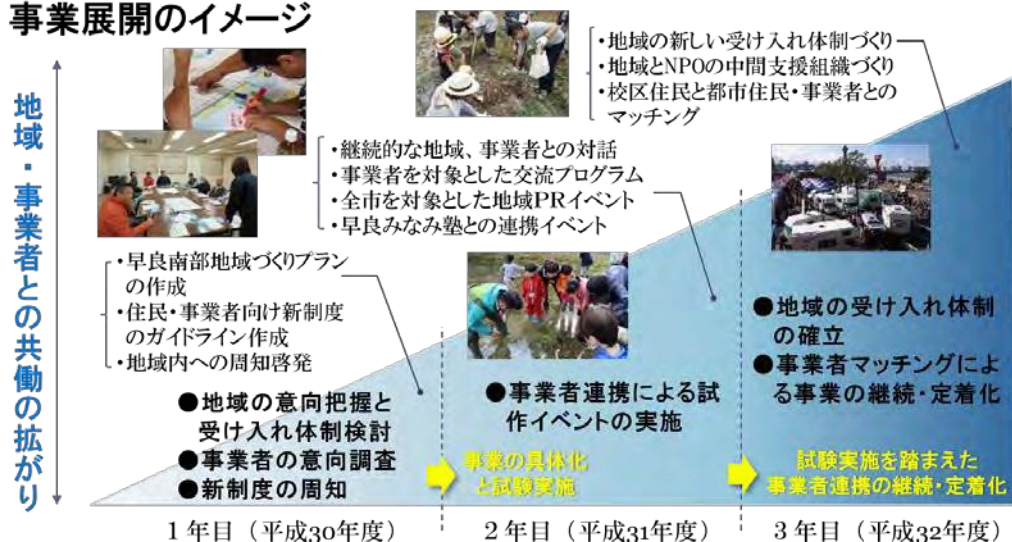 事業展開のイメージ
地域・事業者との共働の拡がり
・地域の新しい受け入れ体制づくり
・地域とNPOの中間支援組織づくり
・校区住民と都市住民・事業者との
マッチング
・継続的な地域、事業者との対話
・事業者を対象とした交流プログラム
・全市を対象とした地域PRイベント
・早良みなみ塾との連携イベント
・早良南部地域づくりプラン
の作成
・住民・事業者向け新制度
のガイドライン作成
・地域内への周知啓発
●地域の意向把握と
受け入れ体制検討
●事業者の意向調査
●新制度の周知
●事業者連携による試
作イベントの実施
事業の具体化
と試験実施
●地域の受け入れ体制
の確立
●事業者マッチングによ
る事業の継続・定着化
試験実施を踏まえた
事業者連携の継続・定着化
1年目（平成30年度）
2年目（平成31年度）
3年目（平成32年度）